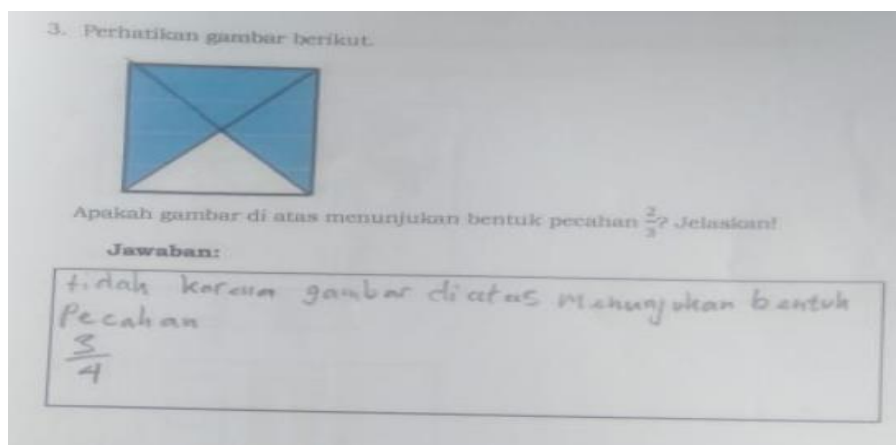 3. Perhatikan gambar berikut.
Apakah gambar di atas menunjukan bentuk pecahan 2/3? Jelaskan!
Jawaban:
tidah karena gambar diatas menunjukan bentuk
Pecahan
3/4